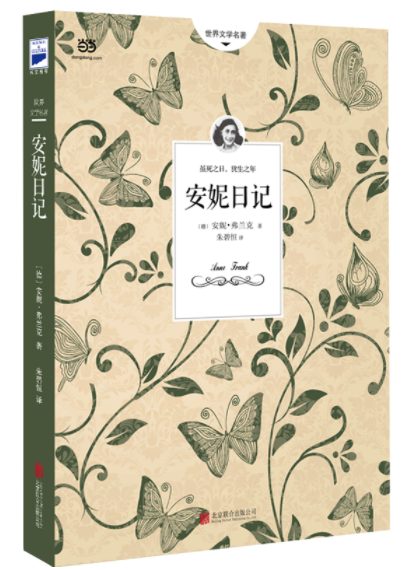 世界
文学名著
安妮日记
[德] 安妮·弗兰克 著
朱碧恒 译
当当
dangdang.com
世界文学名著
虽死之日,犹生之年
安妮日记
[德] 安妮·弗兰克 著
朱碧恒 译
Anne Frank
北京联合出版公司